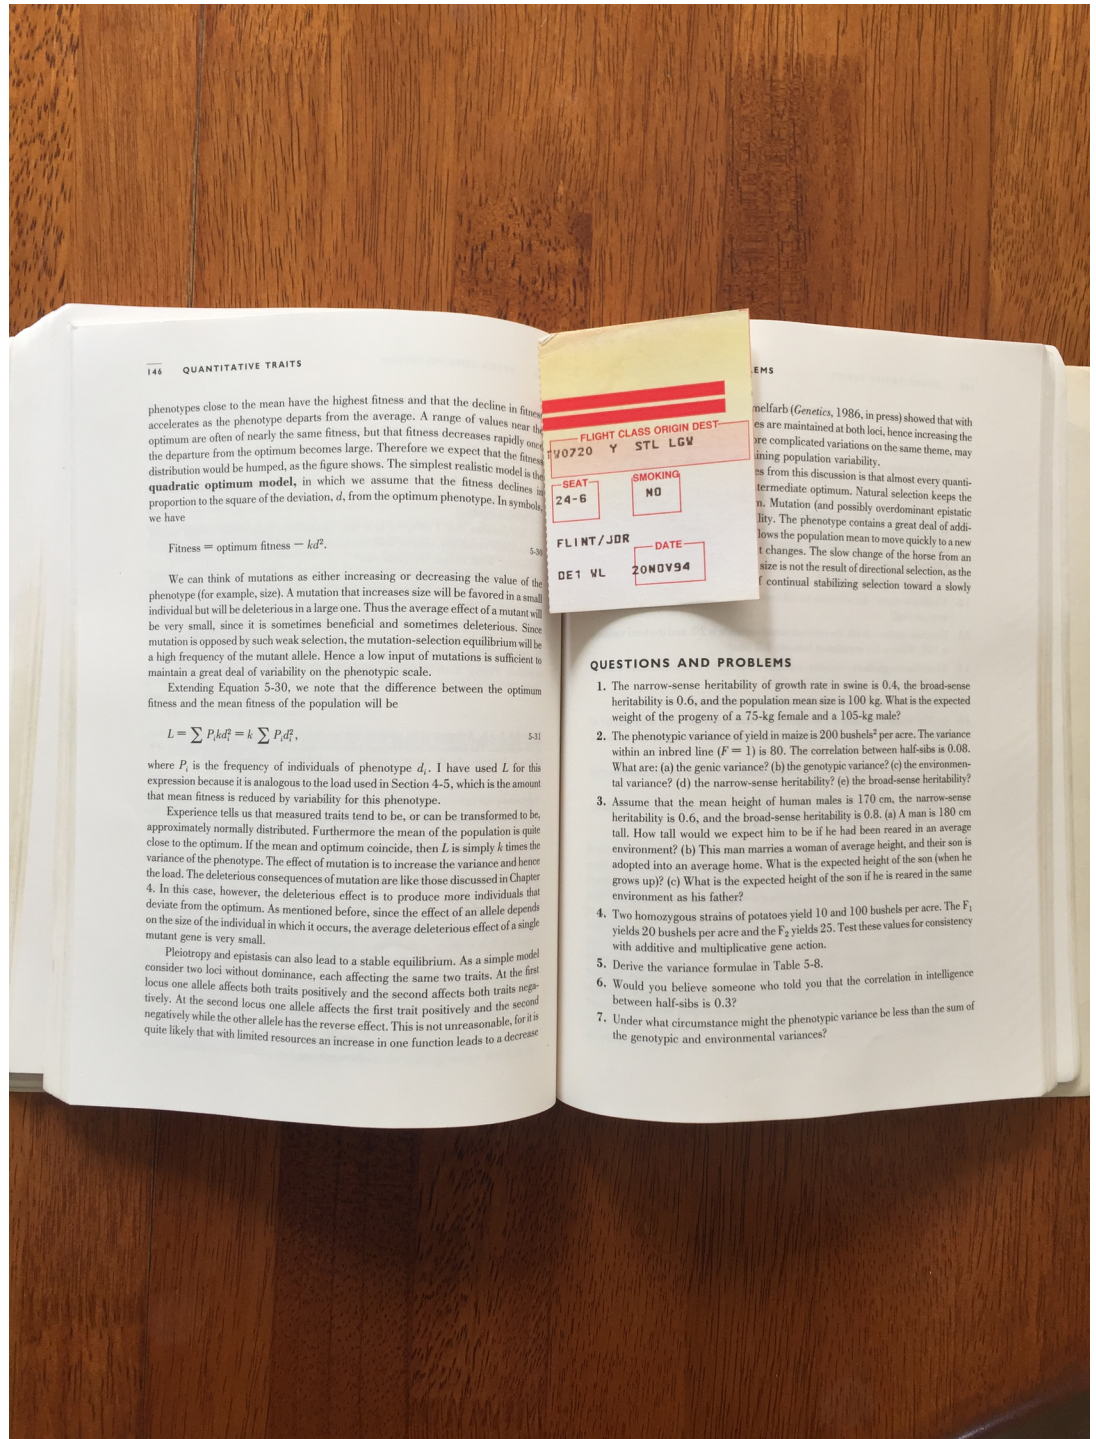 146 QUANTITATIVE TRAITS
phenotypes close to the mean have the highest fitness and that the decline in fitness
accelerates as the phenotype departs from the average. A range of values near the
optimum are often of nearly the same fitness, but that fitness decreases rapidly once
the departure from the optimum becomes large. Therefore we expect that the fitness
distribution would be humped, as the figure shows. The simplest realistic model is the
quadratic optimum model, in which we assume that the fitness declines in
proportion to the square of the deviation, d, from the optimum phenotype. In symbols,
we have
Fitness = optimum fitness − kd².
5-30
We can think of mutations as either increasing or decreasing the value of the
phenotype (for example, size). A mutation that increases size will be favored in a small
individual but will be deleterious in a large one. Thus the average effect of a mutant will
be very small, since it is sometimes beneficial and sometimes deleterious. Since
mutation is opposed by such weak selection, the mutation-selection equilibrium will be
a high frequency of the mutant allele. Hence a low input of mutations is sufficient to
maintain a great deal of variability on the phenotypic scale.
Extending Equation 5-30, we note that the difference between the optimum
fitness and the mean fitness of the population will be
L = ∑ Pᵢkdᵢ² = k ∑ Pᵢdᵢ², 5-31
where Pᵢ is the frequency of individuals of phenotype dᵢ. I have used L for this
expression because it is analogous to the load used in Section 4-5, which is the amount
that mean fitness is reduced by variability for this phenotype.
Experience tells us that measured traits tend to be, or can be transformed to be,
approximately normally distributed. Furthermore the mean of the population is quite
close to the optimum. If the mean and optimum coincide, then L is simply k times the
variance of the phenotype. The effect of mutation is to increase the variance and hence
the load. The deleterious consequences of mutation are like those discussed in Chapter
4. In this case, however, the deleterious effect is to produce more individuals that
deviate from the optimum. As mentioned before, since the effect of an allele depends
on the size of the individual in which it occurs, the average deleterious effect of a single
mutant gene is very small.
Pleiotropy and epistasis can also lead to a stable equilibrium. As a simple model
consider two loci without dominance, each affecting the same two traits. At the first
locus one allele affects both traits positively and the second affects both traits nega-
tively. At the second locus one allele affects the first trait positively and the second
negatively while the other allele has the reverse effect. This is not unreasonable, for it is
quite likely that with limited resources an increase in one function leads to a decrease
FLIGHT CLASS ORIGIN DEST
TW0720 Y STL LGW
SEAT SMOKING
24-6 NO
FLINT/JDR
DATE
DE1 WL 20NOV94
EMS
melfarb (Genetics, 1986, in press) showed that with
es are maintained at both loci, hence increasing the
ore complicated variations on the same theme, may
ining population variability.
es from this discussion is that almost every quanti-
termediate optimum. Natural selection keeps the
n. Mutation (and possibly overdominant epistatic
lity. The phenotype contains a great deal of addi-
lows the population mean to move quickly to a new
t changes. The slow change of the horse from an
size is not the result of directional selection, as the
f continual stabilizing selection toward a slowly
QUESTIONS AND PROBLEMS
1. The narrow-sense heritability of growth rate in swine is 0.4, the broad-sense
heritability is 0.6, and the population mean size is 100 kg. What is the expected
weight of the progeny of a 75-kg female and a 105-kg male?
2. The phenotypic variance of yield in maize is 200 bushels² per acre. The variance
within an inbred line (F = 1) is 80. The correlation between half-sibs is 0.08.
What are: (a) the genic variance? (b) the genotypic variance? (c) the environmen-
tal variance? (d) the narrow-sense heritability? (e) the broad-sense heritability?
3. Assume that the mean height of human males is 170 cm, the narrow-sense
heritability is 0.6, and the broad-sense heritability is 0.8. (a) A man is 180 cm
tall. How tall would we expect him to be if he had been reared in an average
environment? (b) This man marries a woman of average height, and their son is
adopted into an average home. What is the expected height of the son (when he
grows up)? (c) What is the expected height of the son if he is reared in the same
environment as his father?
4. Two homozygous strains of potatoes yield 10 and 100 bushels per acre. The F₁
yields 20 bushels per acre and the F₂ yields 25. Test these values for consistency
with additive and multiplicative gene action.
5. Derive the variance formulae in Table 5-8.
6. Would you believe someone who told you that the correlation in intelligence
between half-sibs is 0.3?
7. Under what circumstance might the phenotypic variance be less than the sum of
the genotypic and environmental variances?